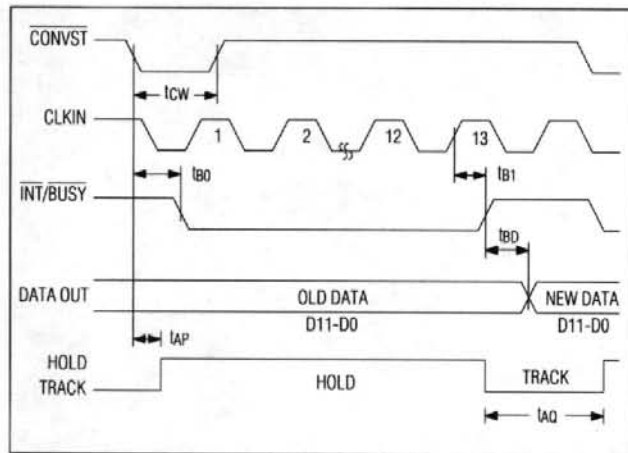 CONVST
tCW
CLKIN
1 2 12 13
tB0 tB1
INT/BUSY
tBD
DATA OUT OLD DATA NEW DATA
D11-D0 D11-D0
tAP
HOLD
TRACK HOLD TRACK
tAQ